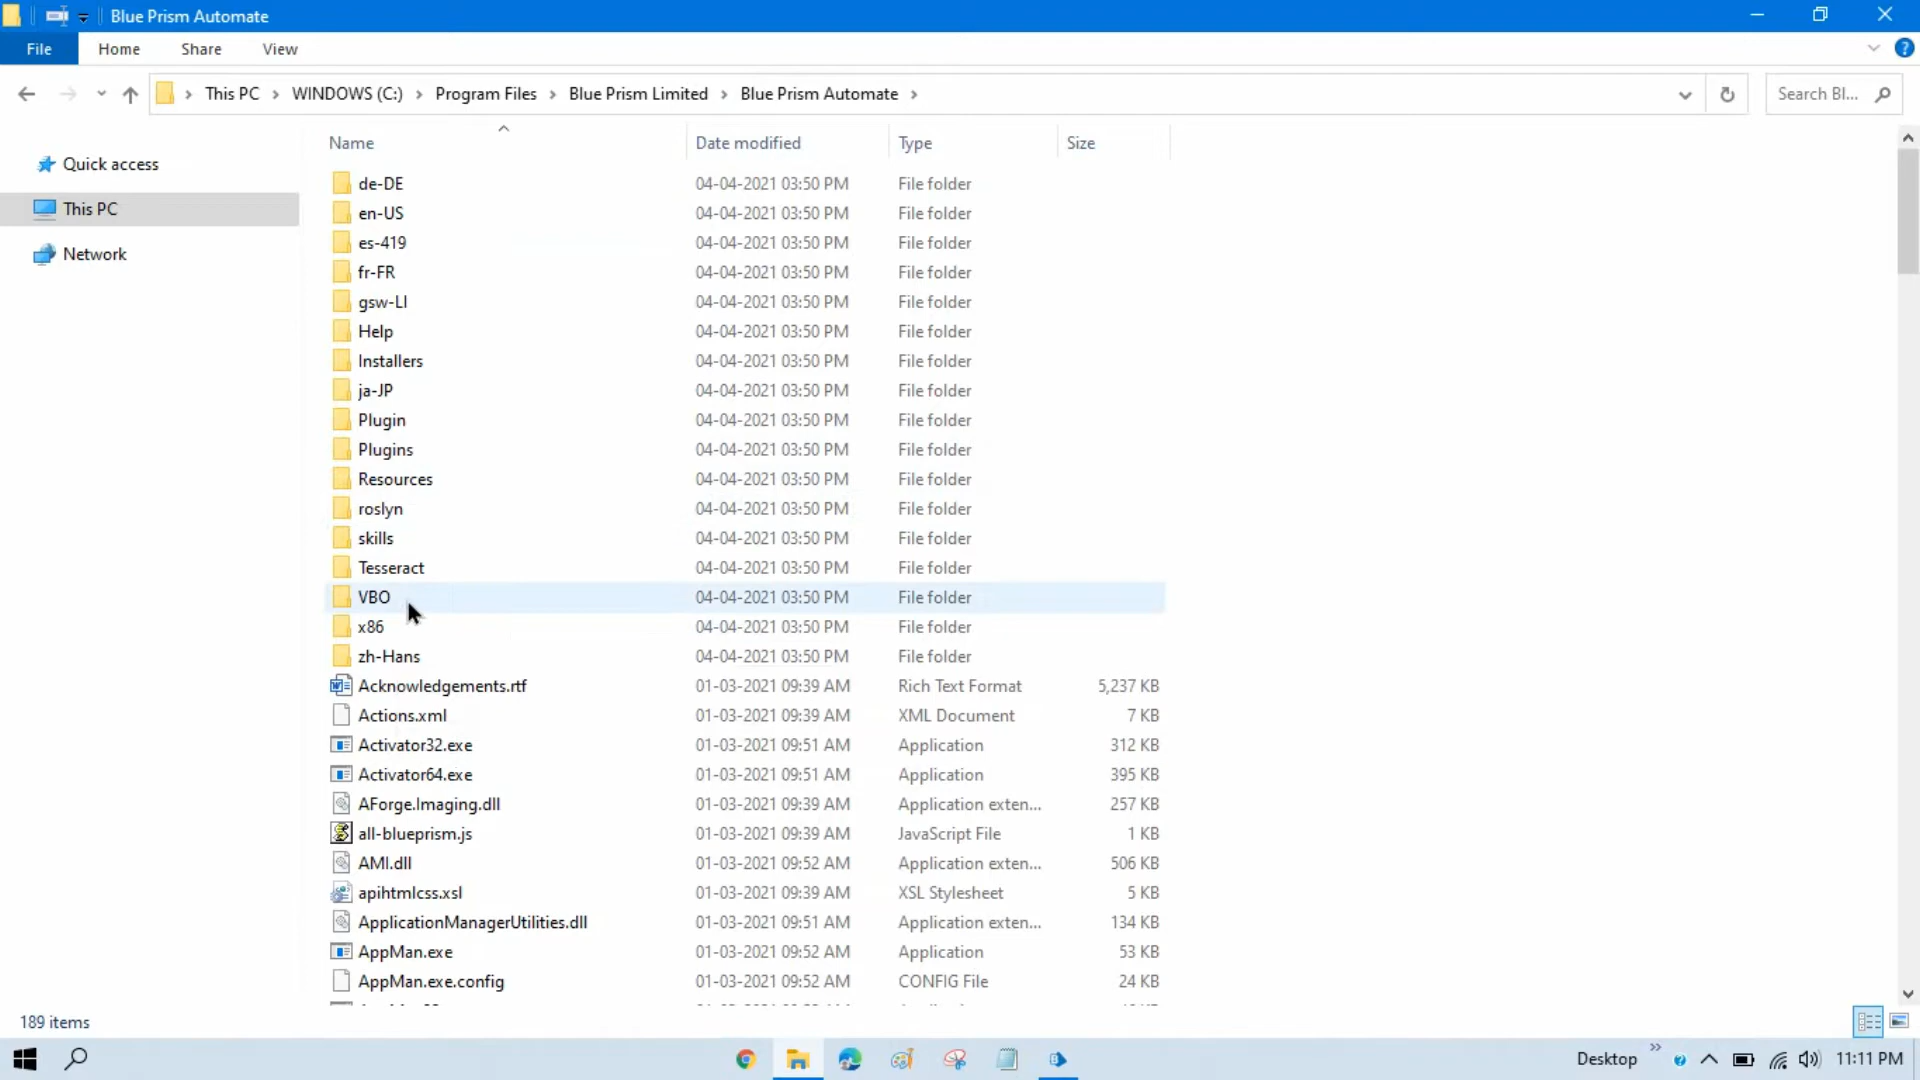 Blue Prism Automate
File Home Share View
This PC > WINDOWS (C:) > Program Files > Blue Prism Limited > Blue Prism Automate >
Search Bl...
Quick access
This PC
Network
Name Date modified Type Size
de-DE 04-04-2021 03:50 PM File folder
en-US 04-04-2021 03:50 PM File folder
es-419 04-04-2021 03:50 PM File folder
fr-FR 04-04-2021 03:50 PM File folder
gsw-LI 04-04-2021 03:50 PM File folder
Help 04-04-2021 03:50 PM File folder
Installers 04-04-2021 03:50 PM File folder
ja-JP 04-04-2021 03:50 PM File folder
Plugin 04-04-2021 03:50 PM File folder
Plugins 04-04-2021 03:50 PM File folder
Resources 04-04-2021 03:50 PM File folder
roslyn 04-04-2021 03:50 PM File folder
skills 04-04-2021 03:50 PM File folder
Tesseract 04-04-2021 03:50 PM File folder
VBO 04-04-2021 03:50 PM File folder
x86 04-04-2021 03:50 PM File folder
zh-Hans 04-04-2021 03:50 PM File folder
Acknowledgements.rtf 01-03-2021 09:39 AM Rich Text Format 5,237 KB
Actions.xml 01-03-2021 09:39 AM XML Document 7 KB
Activator32.exe 01-03-2021 09:51 AM Application 312 KB
Activator64.exe 01-03-2021 09:51 AM Application 395 KB
AForge.Imaging.dll 01-03-2021 09:39 AM Application exten... 257 KB
all-blueprism.js 01-03-2021 09:39 AM JavaScript File 1 KB
AMI.dll 01-03-2021 09:52 AM Application exten... 506 KB
apihtmlcss.xsl 01-03-2021 09:39 AM XSL Stylesheet 5 KB
ApplicationManagerUtilities.dll 01-03-2021 09:51 AM Application exten... 134 KB
AppMan.exe 01-03-2021 09:52 AM Application 53 KB
AppMan.exe.config 01-03-2021 09:52 AM CONFIG File 24 KB
189 items
Desktop 11:11 PM